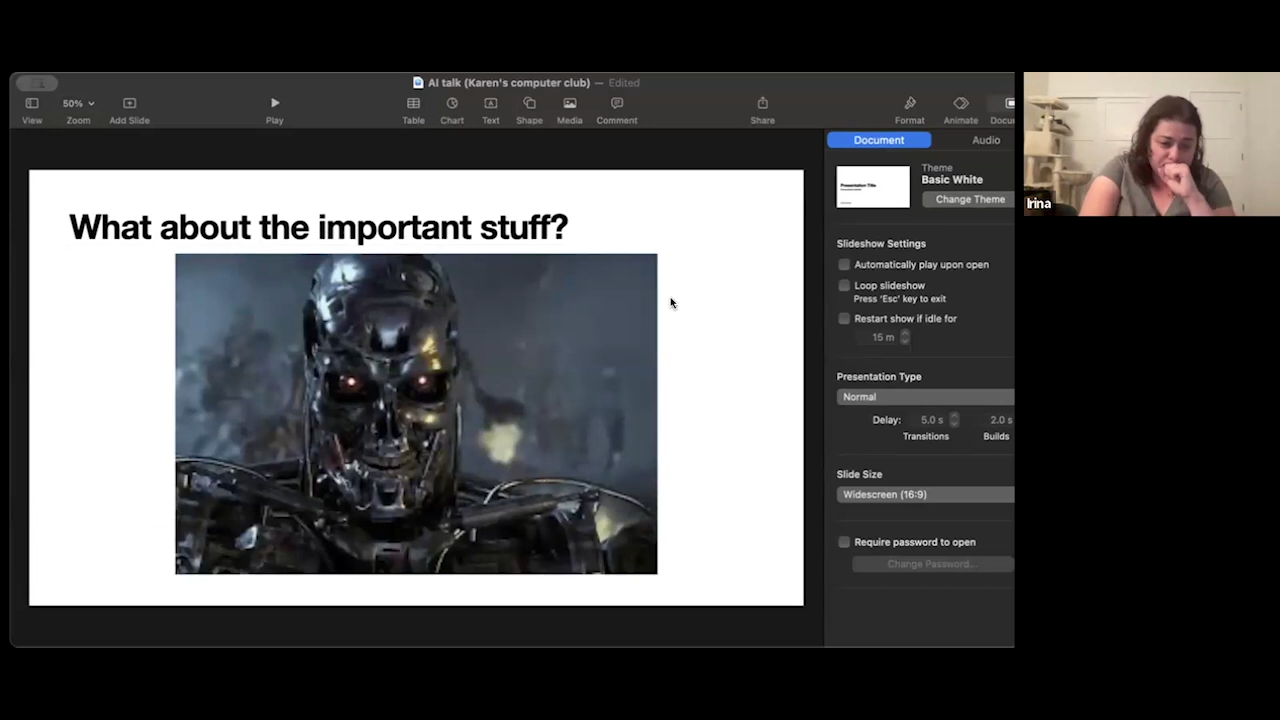 AI talk (Karen's computer club) — Edited
50%
View Zoom Add Slide Play Table Chart Text Shape Media Comment Share Format Animate
Document Audio
Theme
Basic White
Presentation Title
Change Theme
What about the important stuff?
Slideshow Settings
Automatically play upon open
Loop slideshow
Press 'Esc' key to exit
Restart show if idle for
15 m
Presentation Type
Normal
Delay: 5.0 s 2.0 s
Transitions Builds
Slide Size
Widescreen (16:9)
Require password to open
Change Password...
Irina